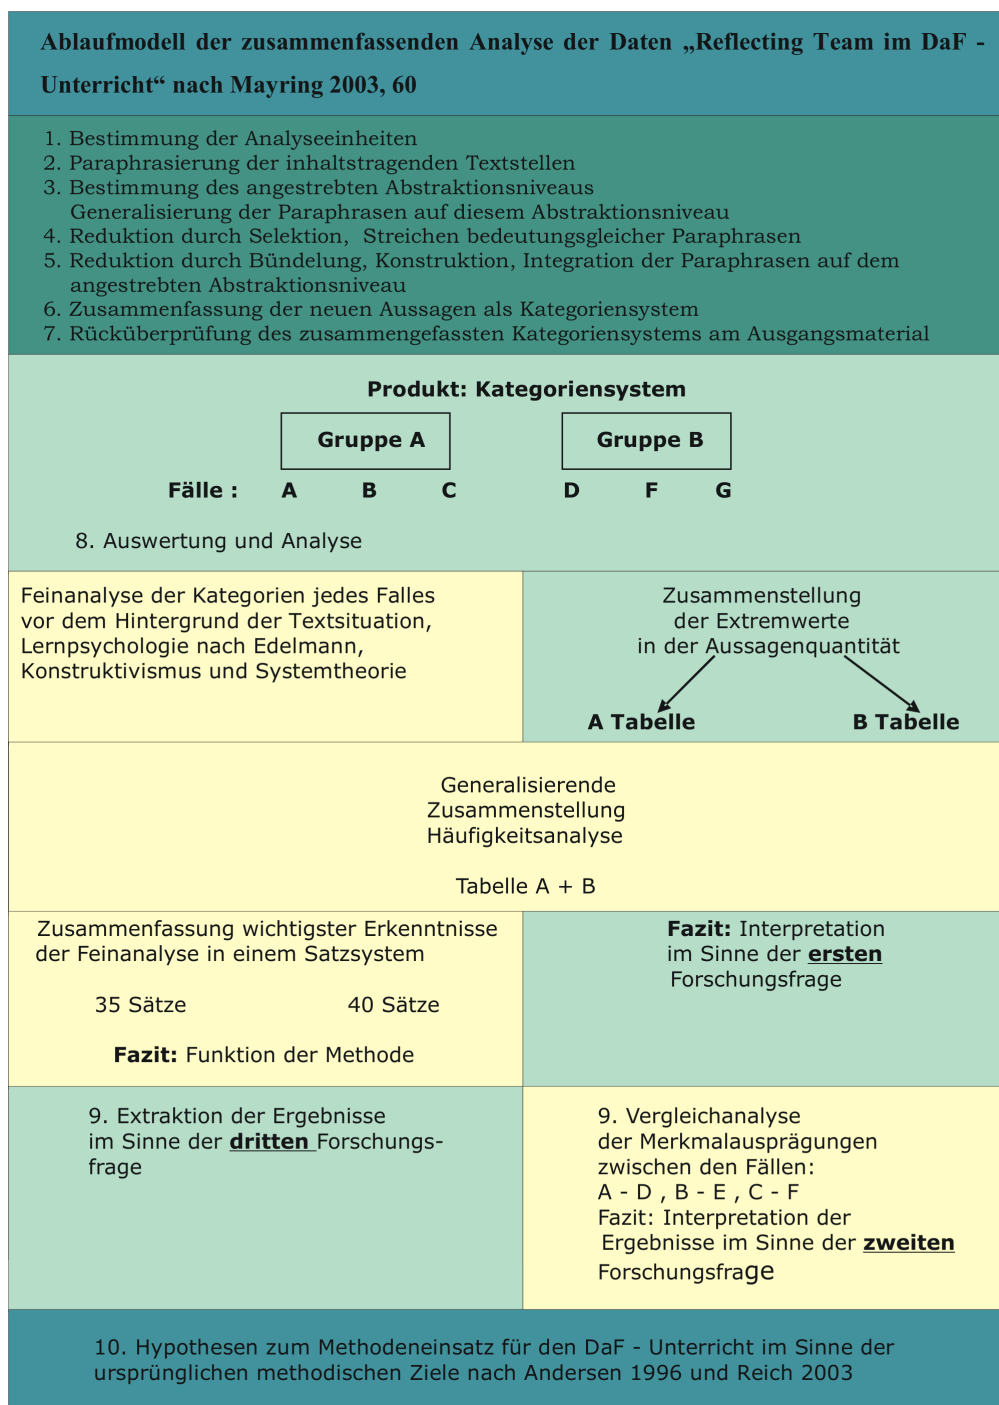 Ablaufmodell der zusammenfassenden Analyse der Daten „Reflecting Team im DaF -
Unterricht“ nach Mayring 2003, 60
1. Bestimmung der Analyseeinheiten
2. Paraphrasierung der inhaltstragenden Textstellen
3. Bestimmung des angestrebten Abstraktionsniveaus
Generalisierung der Paraphrasen auf diesem Abstraktionsniveau
4. Reduktion durch Selektion, Streichen bedeutungsgleicher Paraphrasen
5. Reduktion durch Bündelung, Konstruktion, Integration der Paraphrasen auf dem
angestrebten Abstraktionsniveau
6. Zusammenfassung der neuen Aussagen als Kategoriensystem
7. Rücküberprüfung des zusammengefassten Kategoriensystems am Ausgangsmaterial
Produkt: Kategoriensystem
Gruppe A Gruppe B
Fälle : A B C D F G
8. Auswertung und Analyse
Feinanalyse der Kategorien jedes Falles
vor dem Hintergrund der Textsituation,
Lernpsychologie nach Edelmann,
Konstruktivismus und Systemtheorie
Zusammenstellung
der Extremwerte
in der Aussagenquantität
A Tabelle B Tabelle
Generalisierende
Zusammenstellung
Häufigkeitsanalyse
Tabelle A + B
Zusammenfassung wichtigster Erkenntnisse
der Feinanalyse in einem Satzsystem
35 Sätze 40 Sätze
Fazit: Funktion der Methode
Fazit: Interpretation
im Sinne der ersten
Forschungsfrage
9. Extraktion der Ergebnisse
im Sinne der dritten Forschungs-
frage
9. Vergleichanalyse
der Merkmalausprägungen
zwischen den Fällen:
A - D , B - E , C - F
Fazit: Interpretation der
Ergebnisse im Sinne der zweiten
Forschungsfrage
10. Hypothesen zum Methodeneinsatz für den DaF - Unterricht im Sinne der
ursprünglichen methodischen Ziele nach Andersen 1996 und Reich 2003